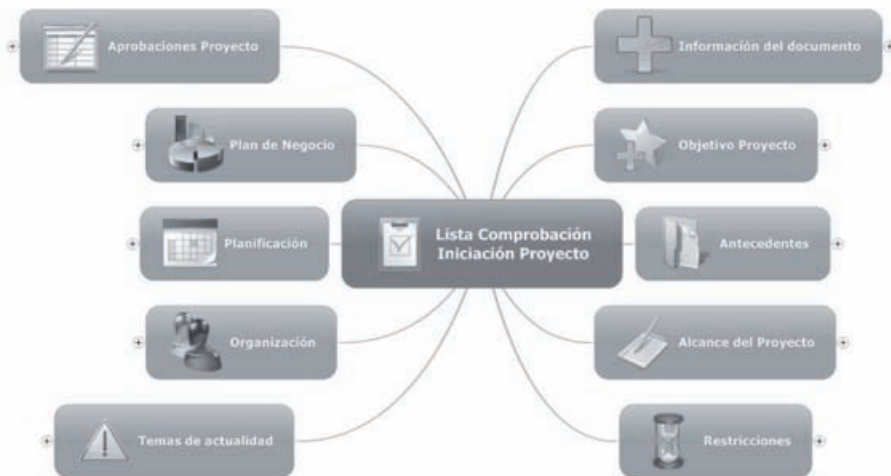 Aprobaciones Proyecto
Información del documento
Plan de Negocio
Objetivo Proyecto
Lista Comprobación
Iniciación Proyecto
Planificación
Antecedentes
Organización
Alcance del Proyecto
Temas de actualidad
Restricciones